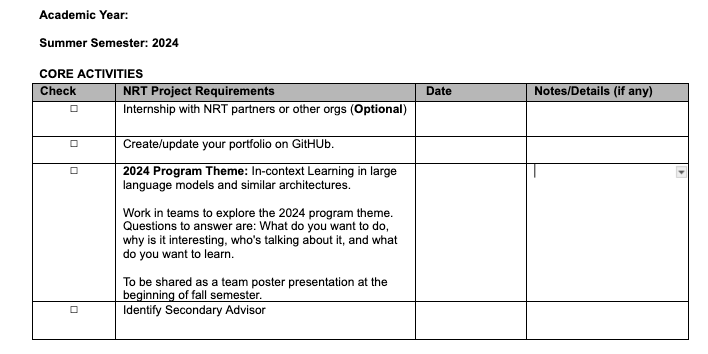 Academic Year:
Summer Semester: 2024
CORE ACTIVITIES
Check NRT Project Requirements Date Notes/Details (if any)
☐ Internship with NRT partners or other orgs (Optional)
☐ Create/update your portfolio on GitHUb.
☐ 2024 Program Theme: In-context Learning in large
language models and similar architectures.
Work in teams to explore the 2024 program theme.
Questions to answer are: What do you want to do,
why is it interesting, who's talking about it, and what
do you want to learn.
To be shared as a team poster presentation at the
beginning of fall semester.
☐ Identify Secondary Advisor